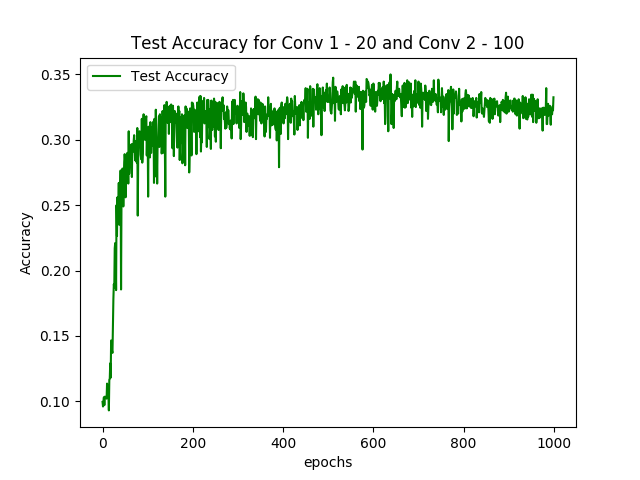 Test Accuracy for Conv 1 - 20 and Conv 2 - 100
Test Accuracy
0.35
0.30
0.25
0.20
0.15
0.10
Accuracy
0 200 400 600 800 1000
epochs